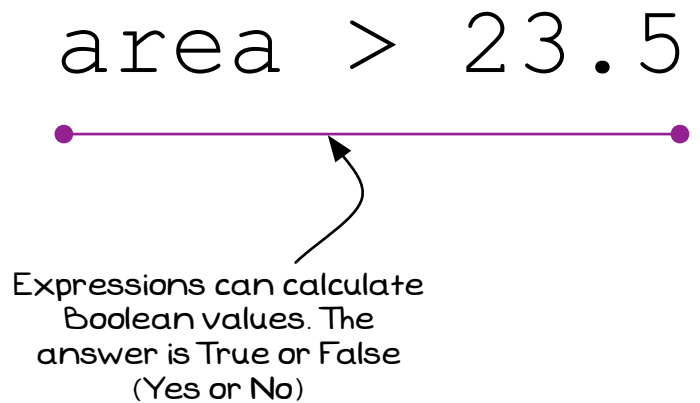 area > 23.5
Expressions can calculate
Boolean values. The
answer is True or False
(Yes or No)